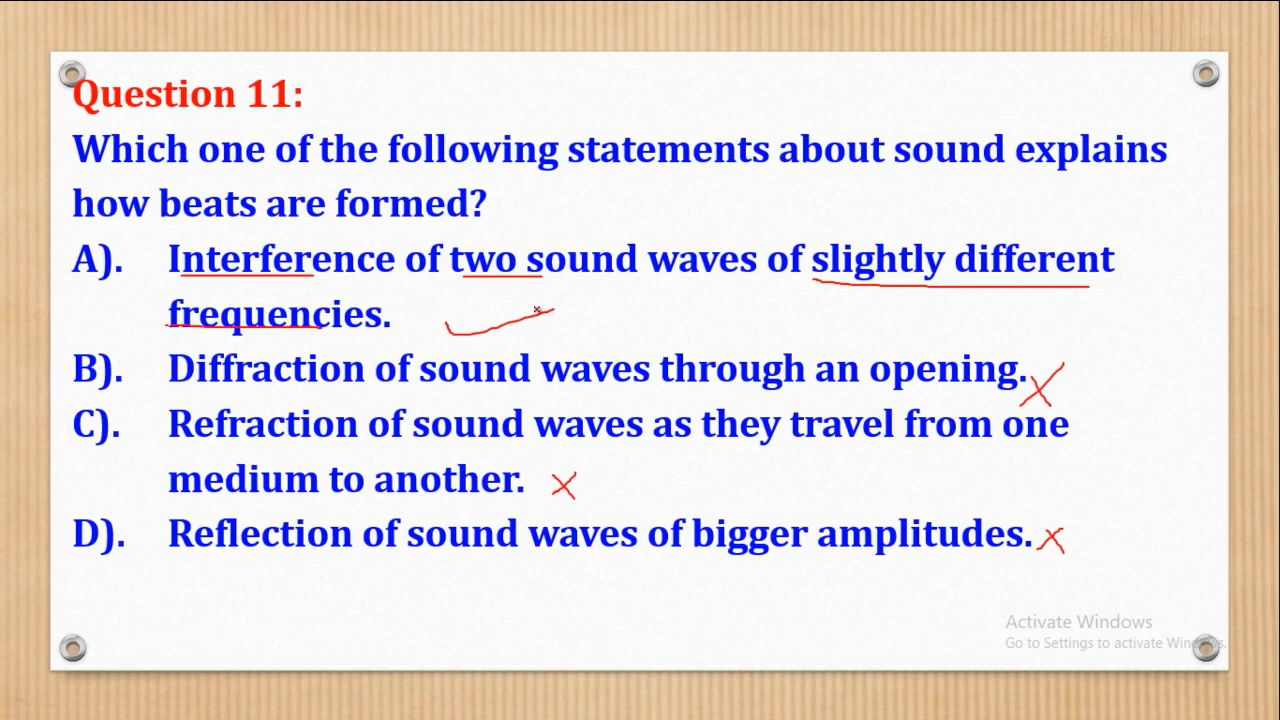 Question 11:
Which one of the following statements about sound explains
how beats are formed?
A). Interference of two sound waves of slightly different
frequencies.
B). Diffraction of sound waves through an opening.
C). Refraction of sound waves as they travel from one
medium to another.
D). Reflection of sound waves of bigger amplitudes.
Activate Windows
Go to Settings to activate Windows.